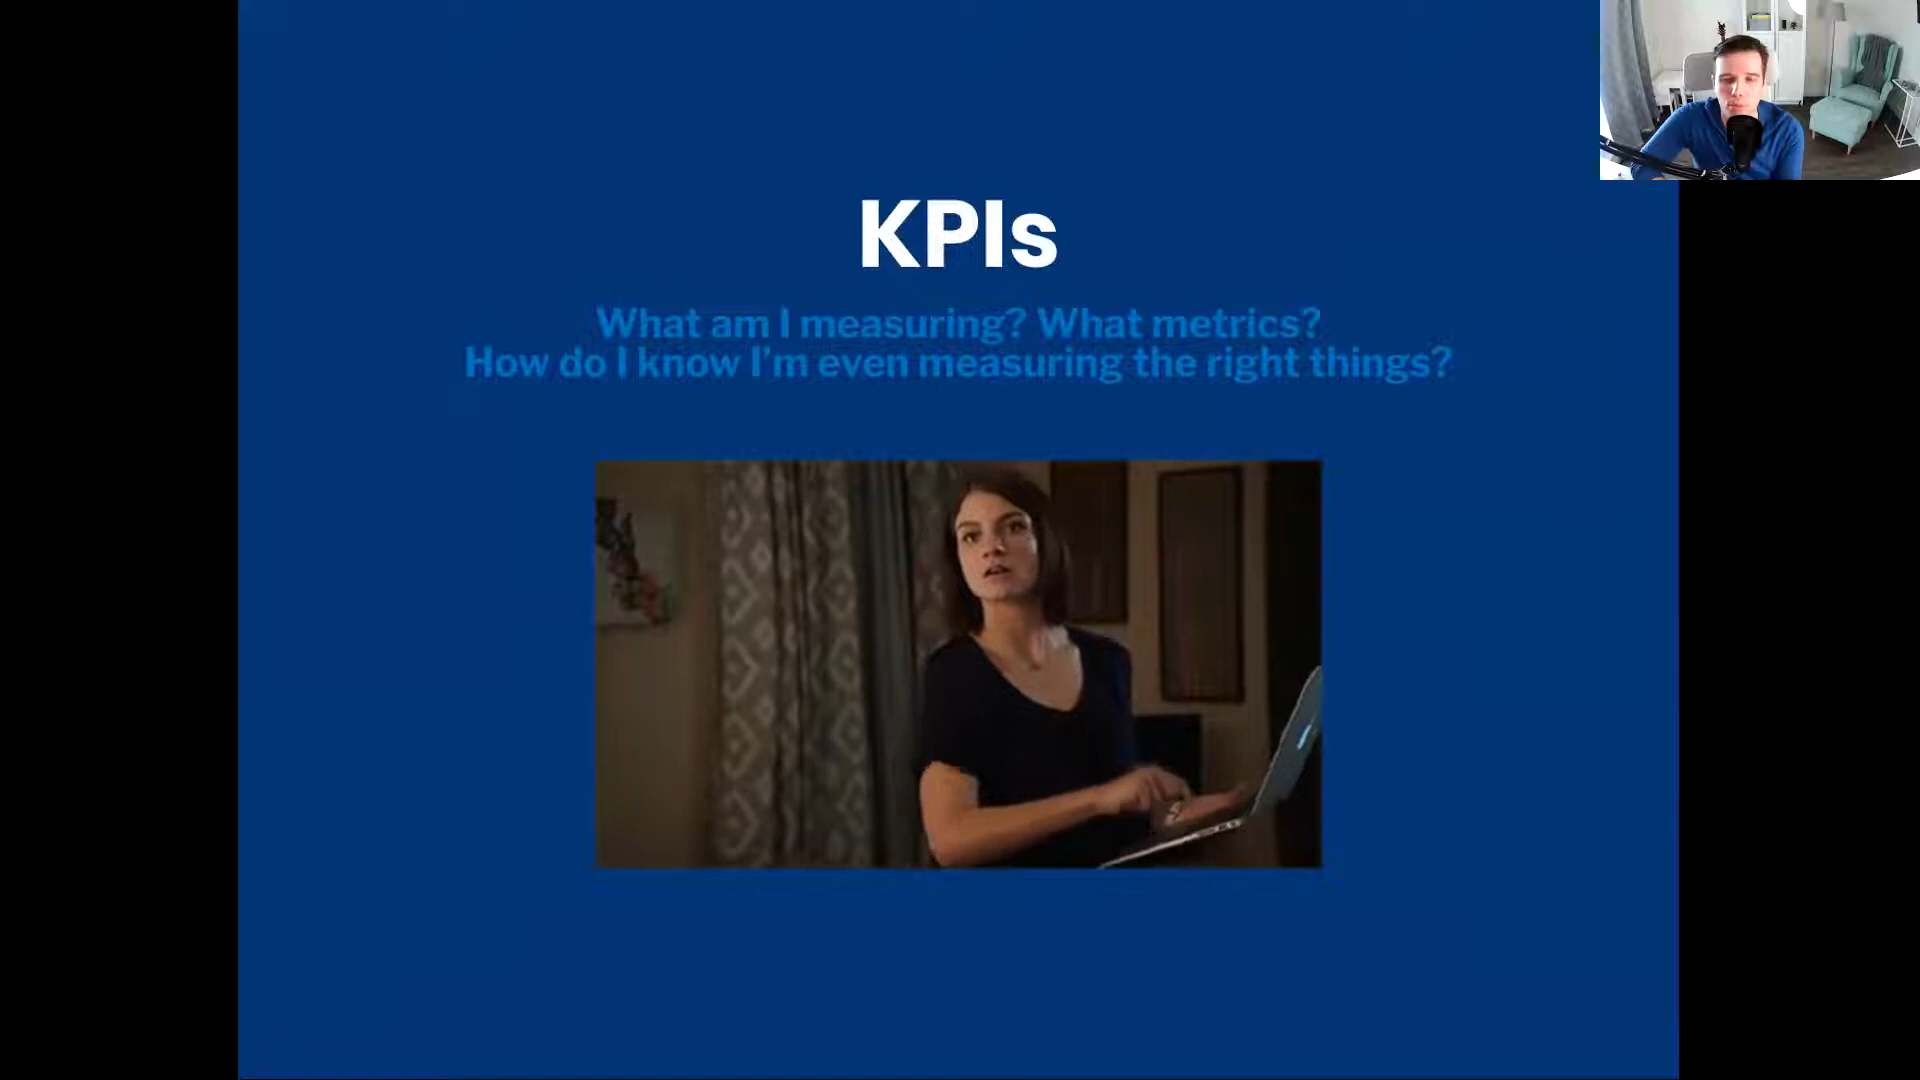 KPIs
What am I measuring? What metrics?
How do I know I’m even measuring the right things?